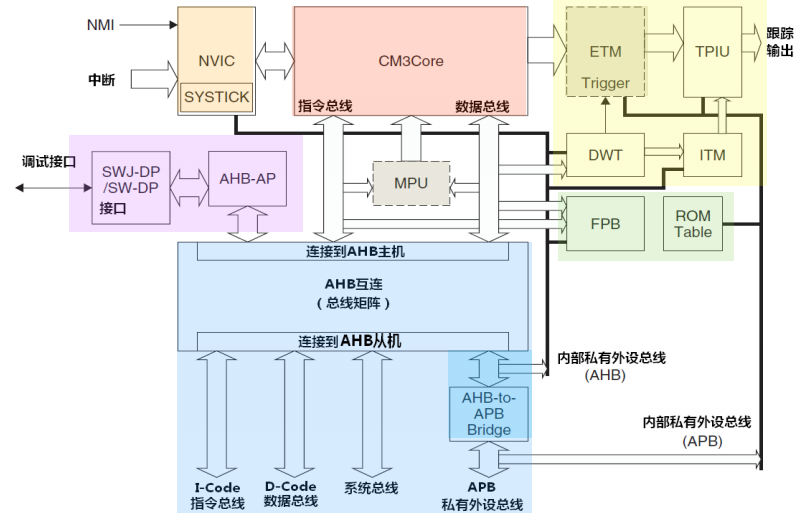 NMI
中断
NVIC
SYSTICK
CM3Core
指令总线
数据总线
ETM
Trigger
TPIU
跟踪
输出
DWT
ITM
调试接口
SWJ-DP
/SW-DP
接口
AHB-AP
MPU
FPB
ROM
Table
连接到AHB主机
AHB互连
(总线矩阵)
连接到AHB从机
内部私有外设总线
(AHB)
AHB-to-
APB
Bridge
内部私有外设总线
(APB)
I-Code
指令总线
D-Code
数据总线
系统总线
APB
私有外设总线